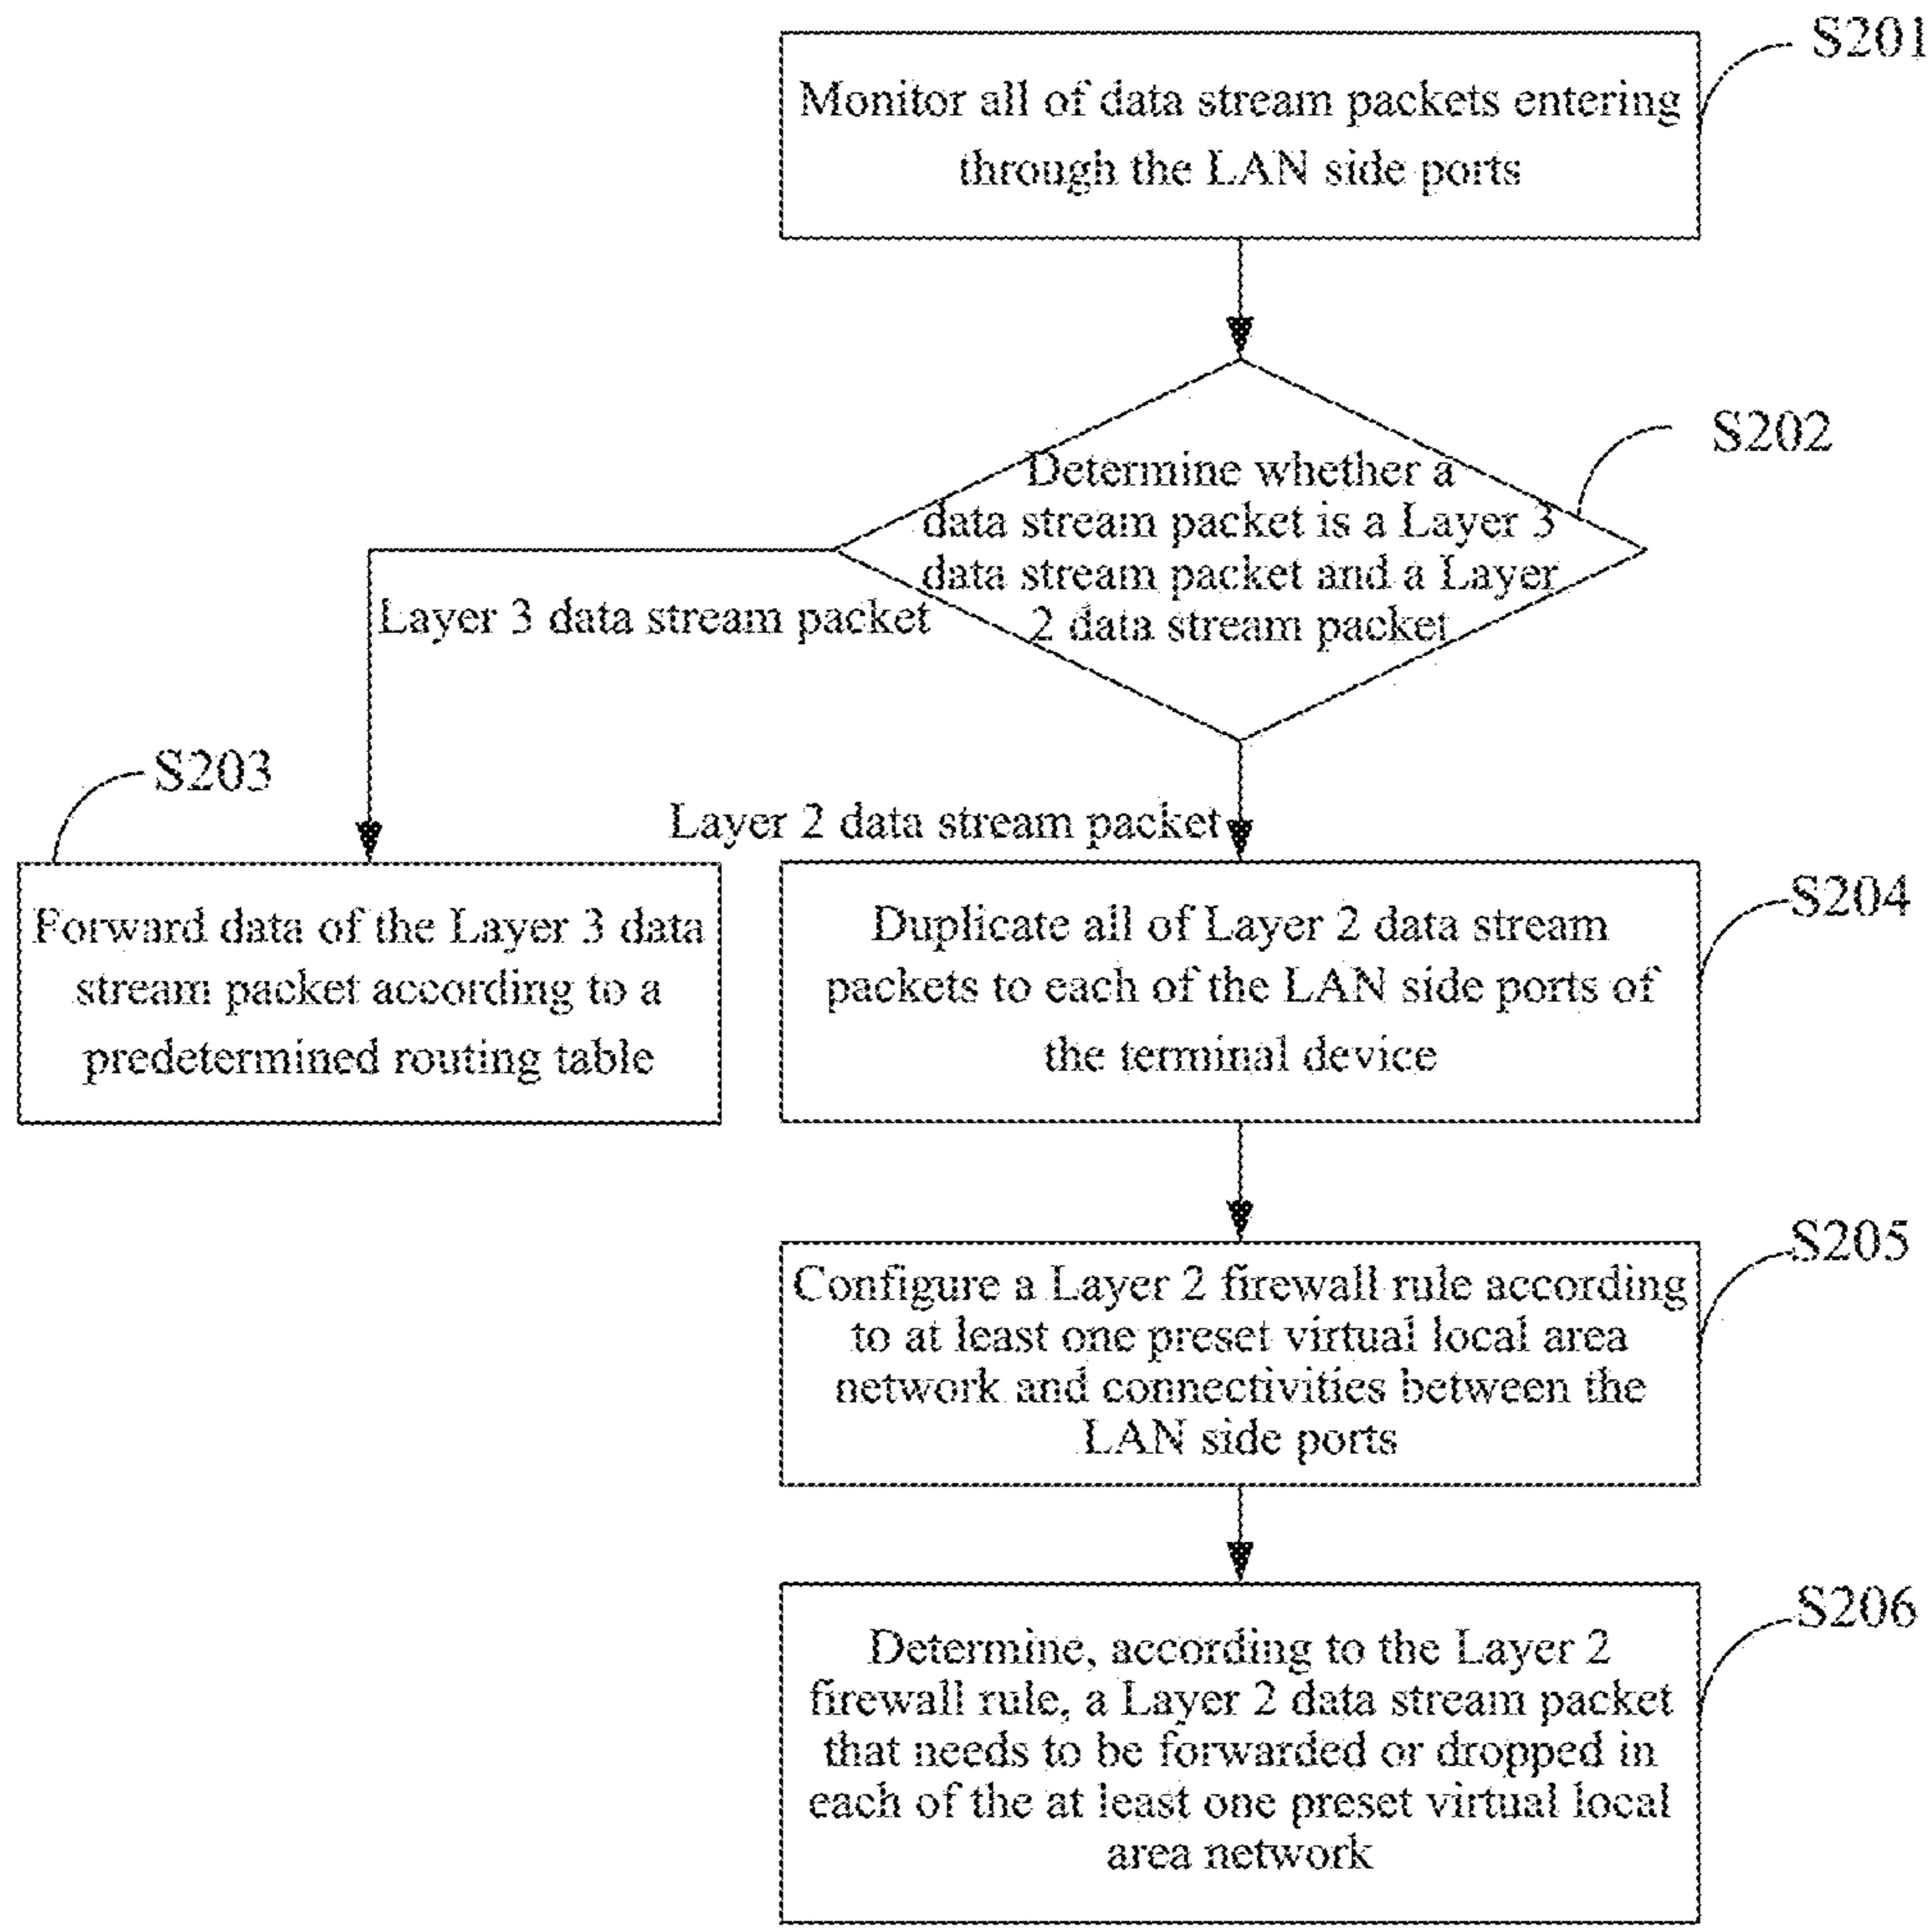 S201
Monitor all of data stream packets entering
through the LAN side ports
S202
Determine whether a
data stream packet is a Layer 3
data stream packet and a Layer
2 data stream packet
Layer 3 data stream packet
S203
Layer 2 data stream packet
Forward data of the Layer 3 data
stream packet according to a
predetermined routing table
S204
Duplicate all of Layer 2 data stream
packets to each of the LAN side ports of
the terminal device
S205
Configure a Layer 2 firewall rule according
to at least one preset virtual local area
network and connectivities between the
LAN side ports
S206
Determine, according to the Layer 2
firewall rule, a Layer 2 data stream packet
that needs to be forwarded or dropped in
each of the at least one preset virtual local
area network